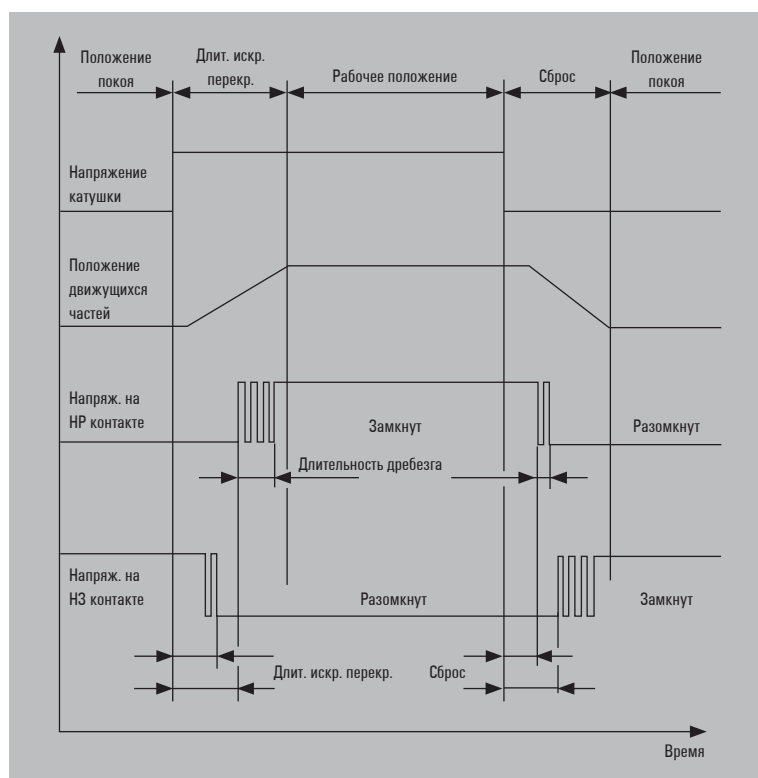 Положение
покоя
Длит. искр.
перекр.
Рабочее положение
Сброс
Положение
покоя
Напряжение
катушки
Положение
движущихся
частей
Напряж. на
НР контакте
Замкнут
Разомкнут
Длительность дребезга
Напряж. на
НЗ контакте
Разомкнут
Замкнут
Длит. искр. перекр.
Сброс
Время